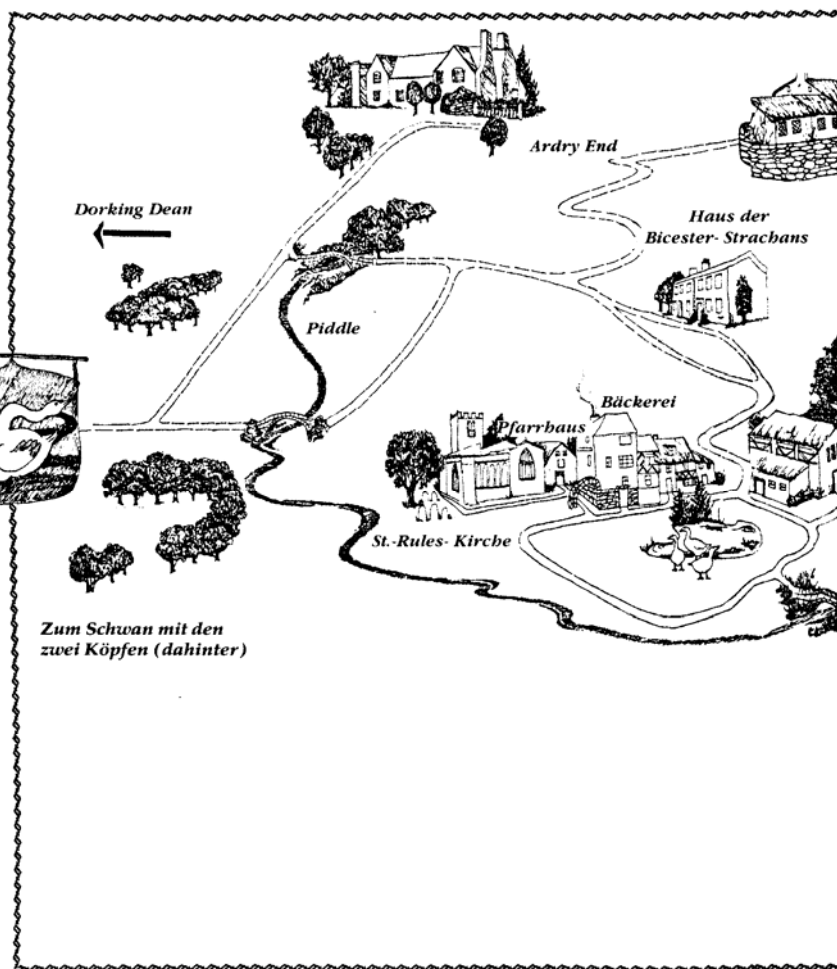 Ardry End
Dorking Dean
Haus der
Bicester- Strachans
Piddle
Bäckerei
Pfarrhaus
St.-Rules- Kirche
Zum Schwan mit den
zwei Köpfen (dahinter)